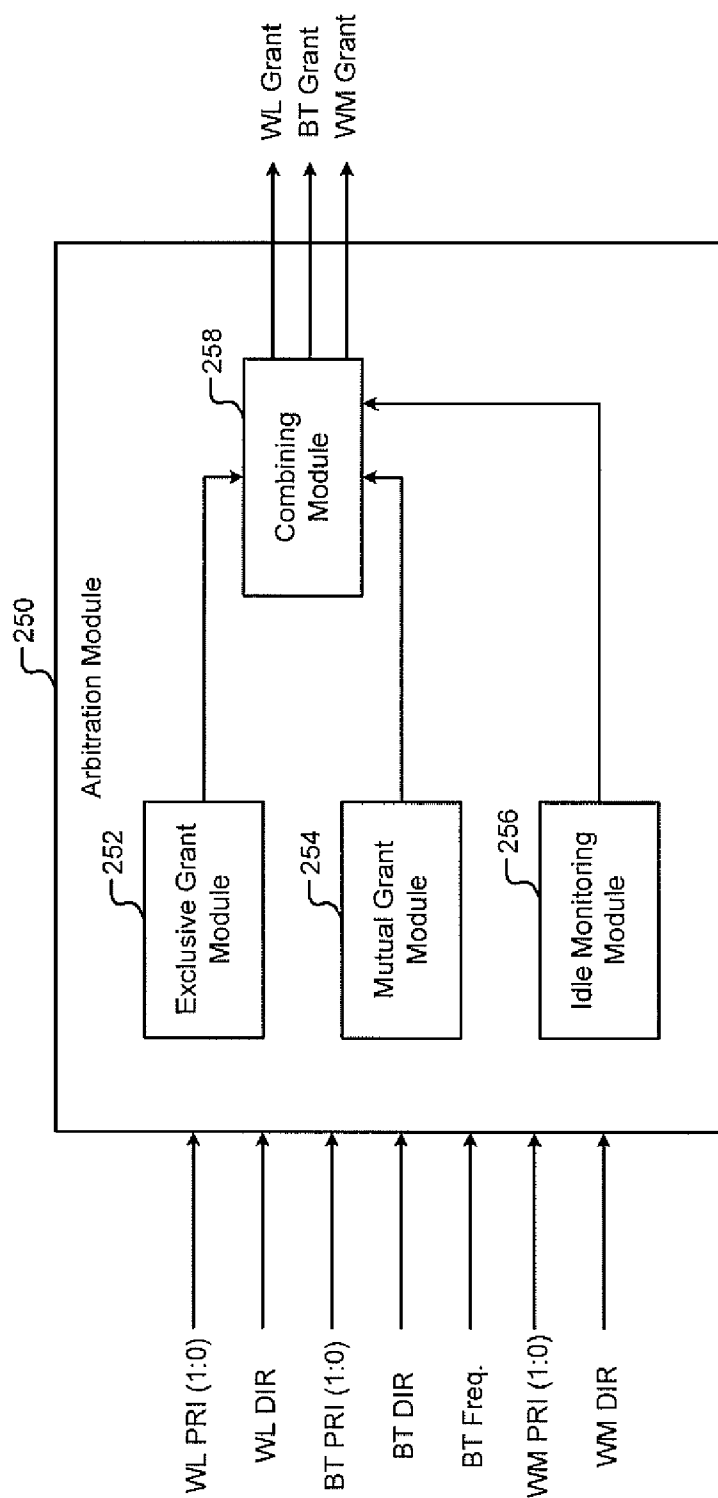 250
Arbitration Module
WL PRI (1:0)
WL DIR
BT PRI (1:0)
BT DIR
BT Freq.
WM PRI (1:0)
WM DIR
252
Exclusive Grant
Module
254
Mutual Grant
Module
256
Idle Monitoring
Module
258
Combining
Module
WL Grant
BT Grant
WM Grant